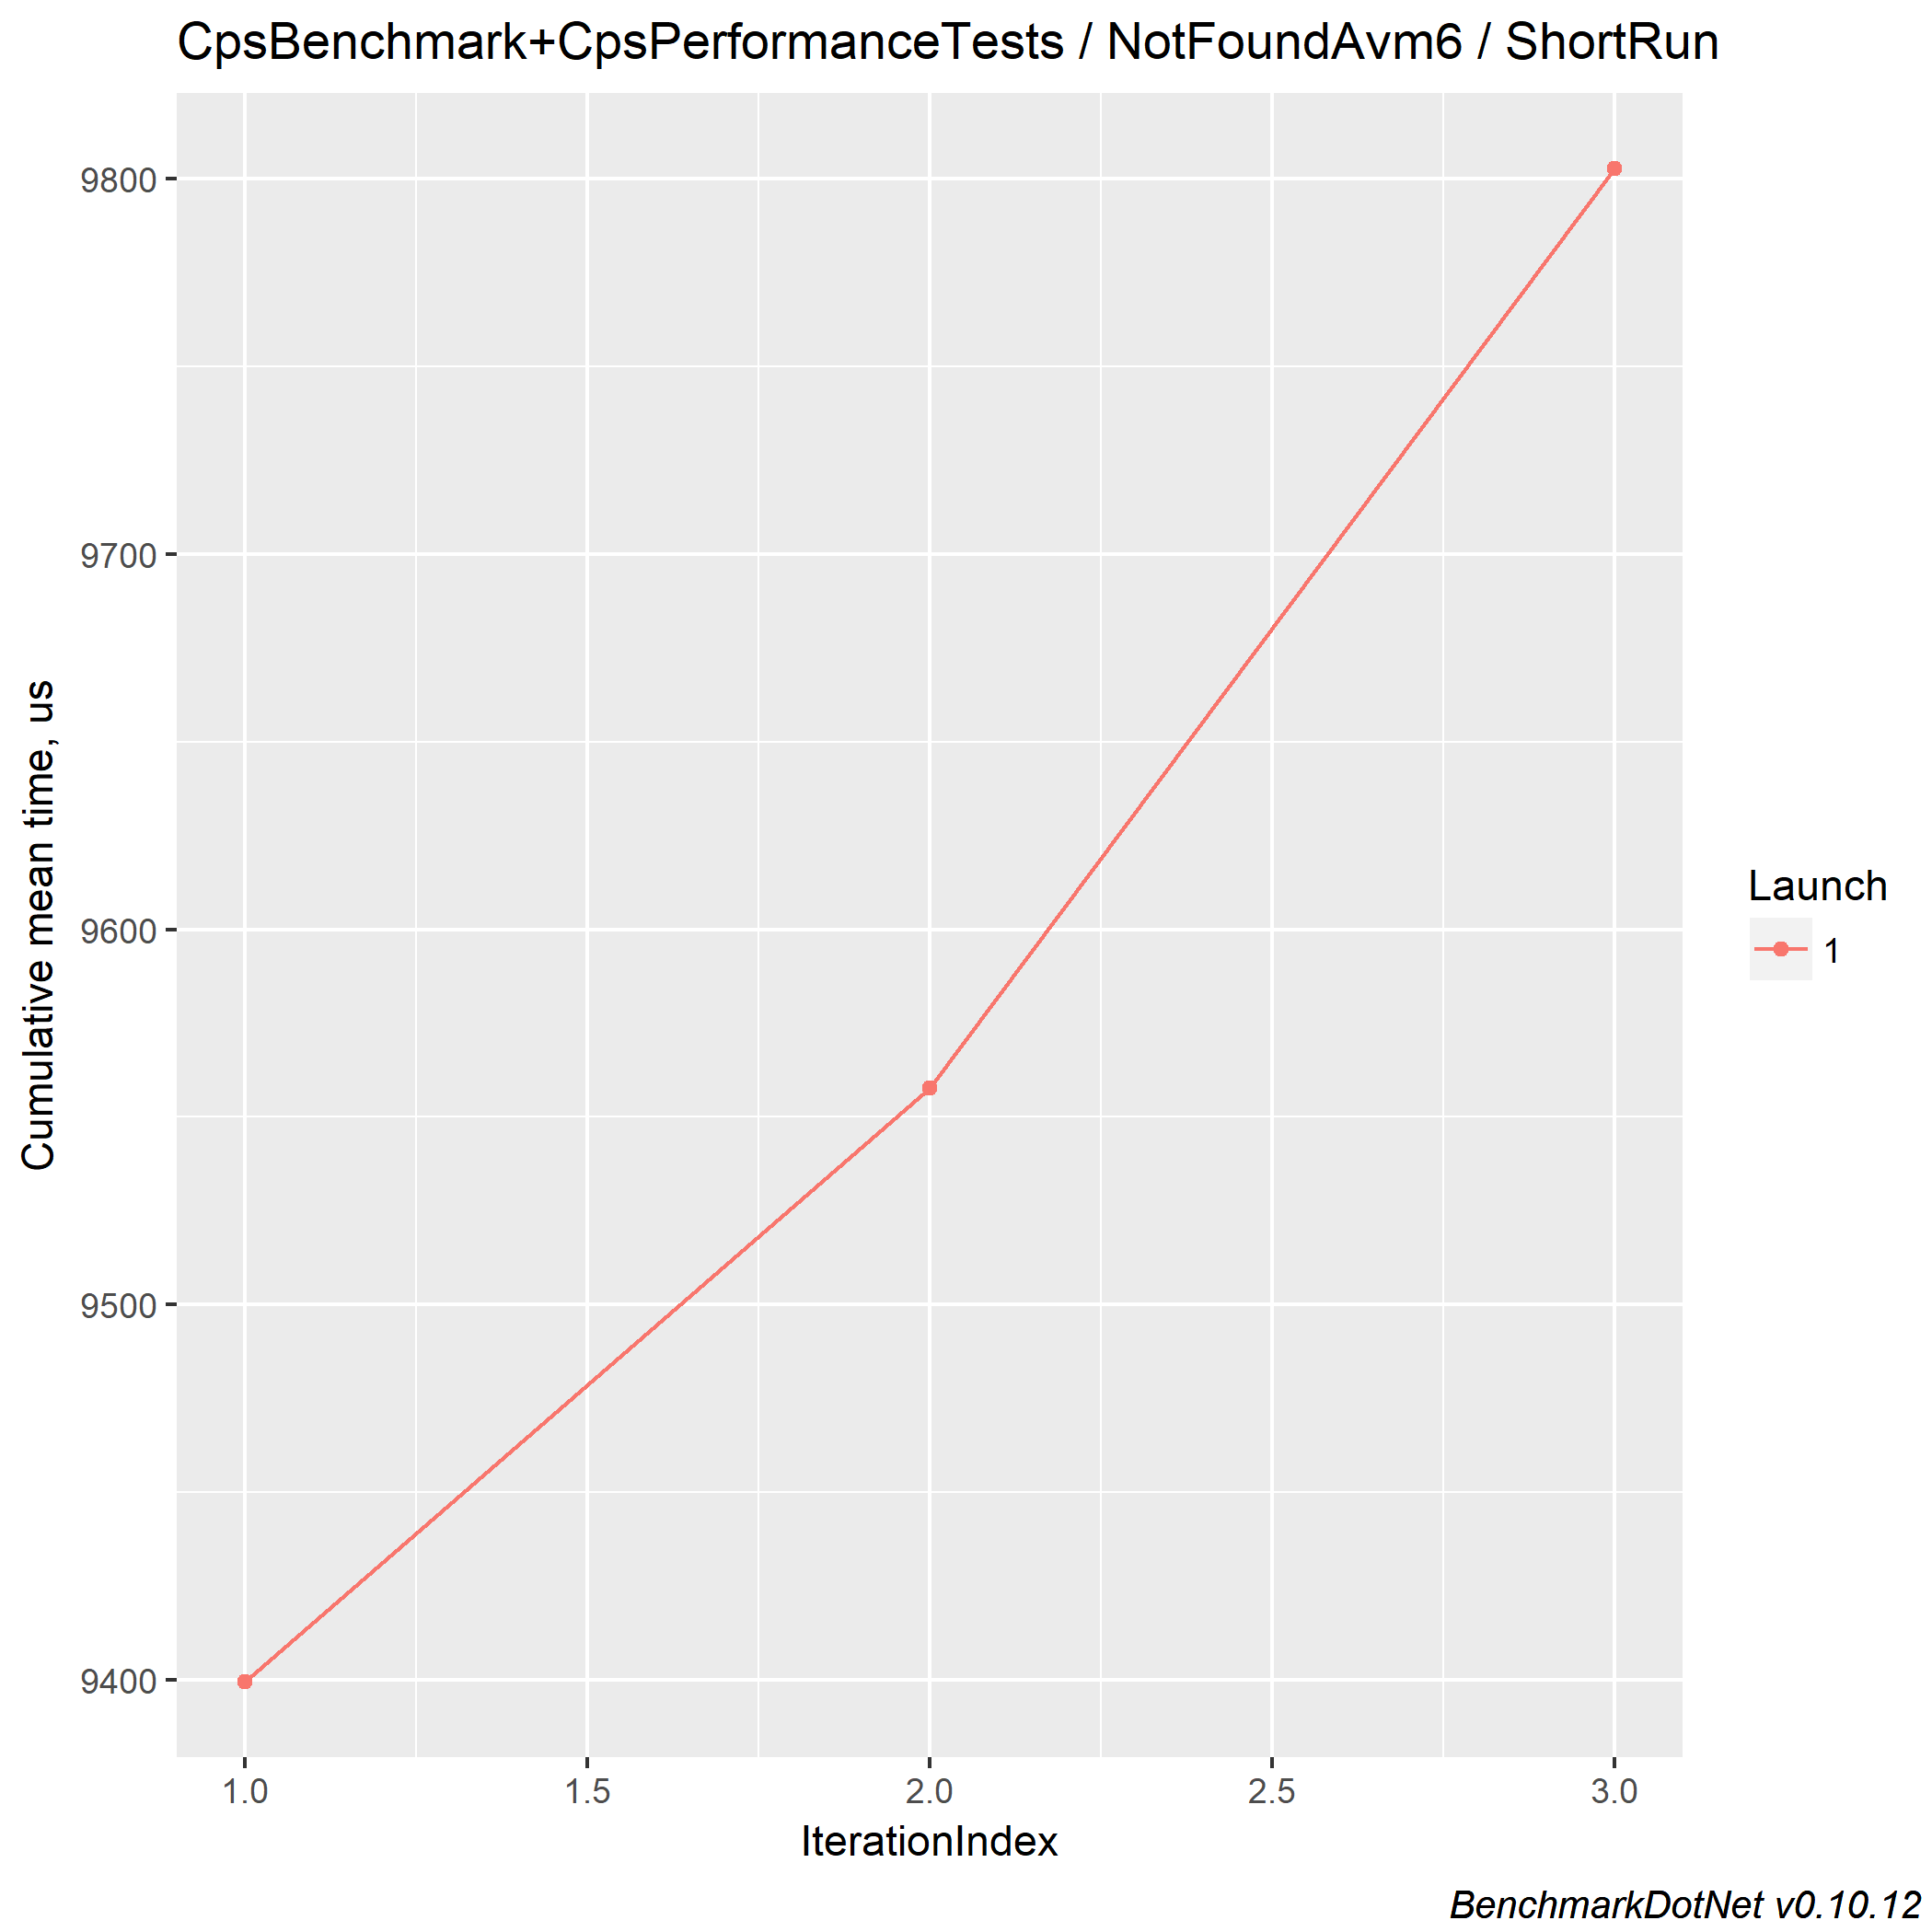 CpsBenchmark+CpsPerformanceTests / NotFoundAvm6 / ShortRun
9800
9700
9600
9500
9400
Cumulative mean time, us
1.0 1.5 2.0 2.5 3.0
IterationIndex
Launch
1
BenchmarkDotNet v0.10.12